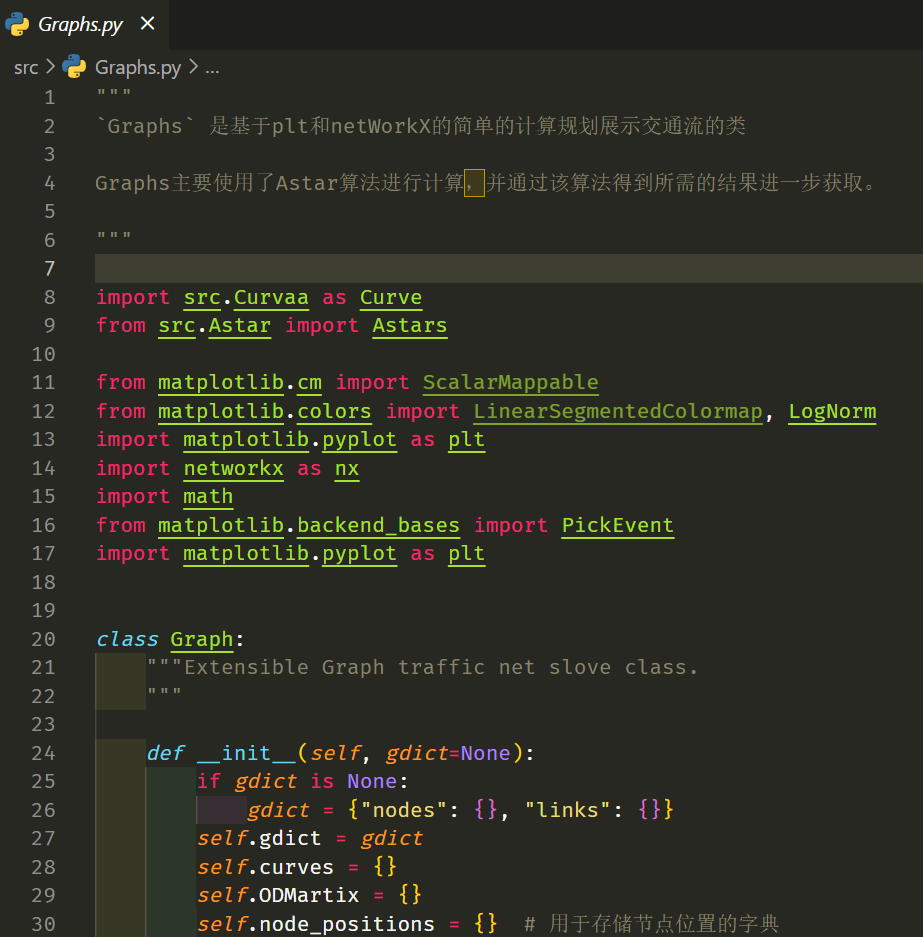 Graphs.py ×
src > Graphs.py > ...
1 """
2 `Graphs` 是基于plt和netWorkX的简单的计算规划展示交通流的类
3
4 Graphs主要使用了Astar算法进行计算，并通过该算法得到所需的结果进一步获取。
5
6 """
7
8 import src.Curvaa as Curve
9 from src.Astar import Astars
10
11 from matplotlib.cm import ScalarMappable
12 from matplotlib.colors import LinearSegmentedColormap, LogNorm
13 import matplotlib.pyplot as plt
14 import networkx as nx
15 import math
16 from matplotlib.backend_bases import PickEvent
17 import matplotlib.pyplot as plt
18
19
20 class Graph:
21     """Extensible Graph traffic net slove class.
22     """
23
24     def __init__(self, gdict=None):
25         if gdict is None:
26             gdict = {"nodes": {}, "links": {}}
27         self.gdict = gdict
28         self.curves = {}
29         self.ODMartix = {}
30         self.node_positions = {}  # 用于存储节点位置的字典